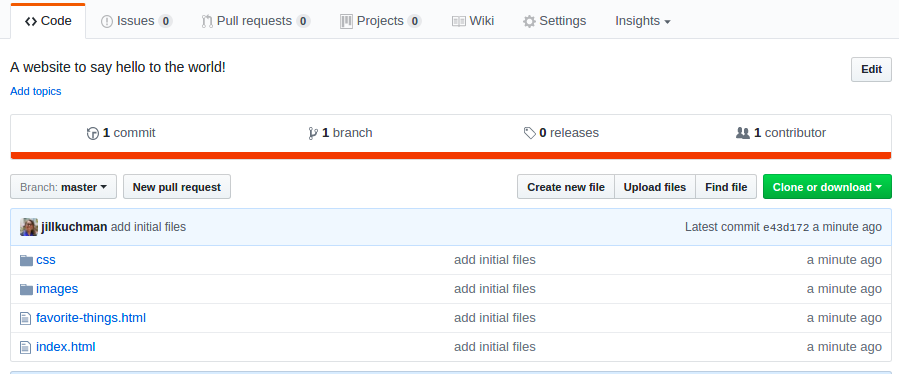 Code Issues 0 Pull requests 0 Projects 0 Wiki Settings Insights
A website to say hello to the world! Edit
Add topics
1 commit 1 branch 0 releases 1 contributor
Branch: master New pull request Create new file Upload files Find file Clone or download
jillkuchman add initial files Latest commit e43d172 a minute ago
css add initial files a minute ago
images add initial files a minute ago
favorite-things.html add initial files a minute ago
index.html add initial files a minute ago